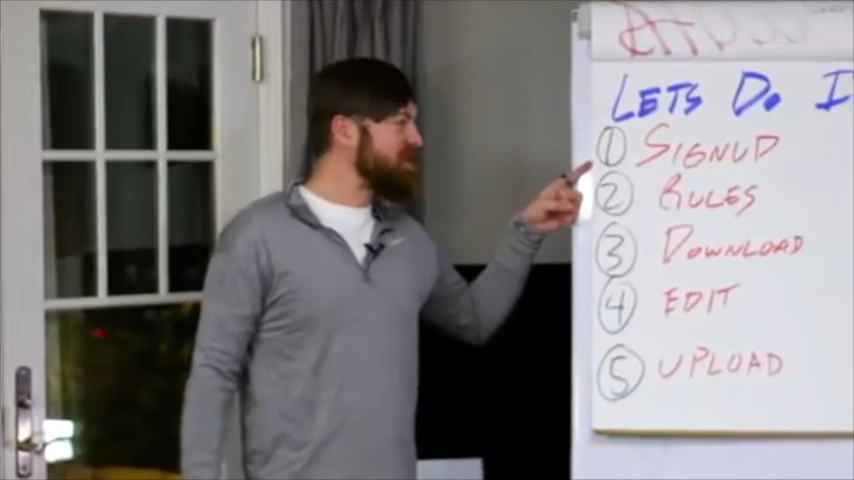 LETS DO I
1 SIGNUP
2 RULES
3 DOWNLOAD
4 EDIT
5 UPLOAD